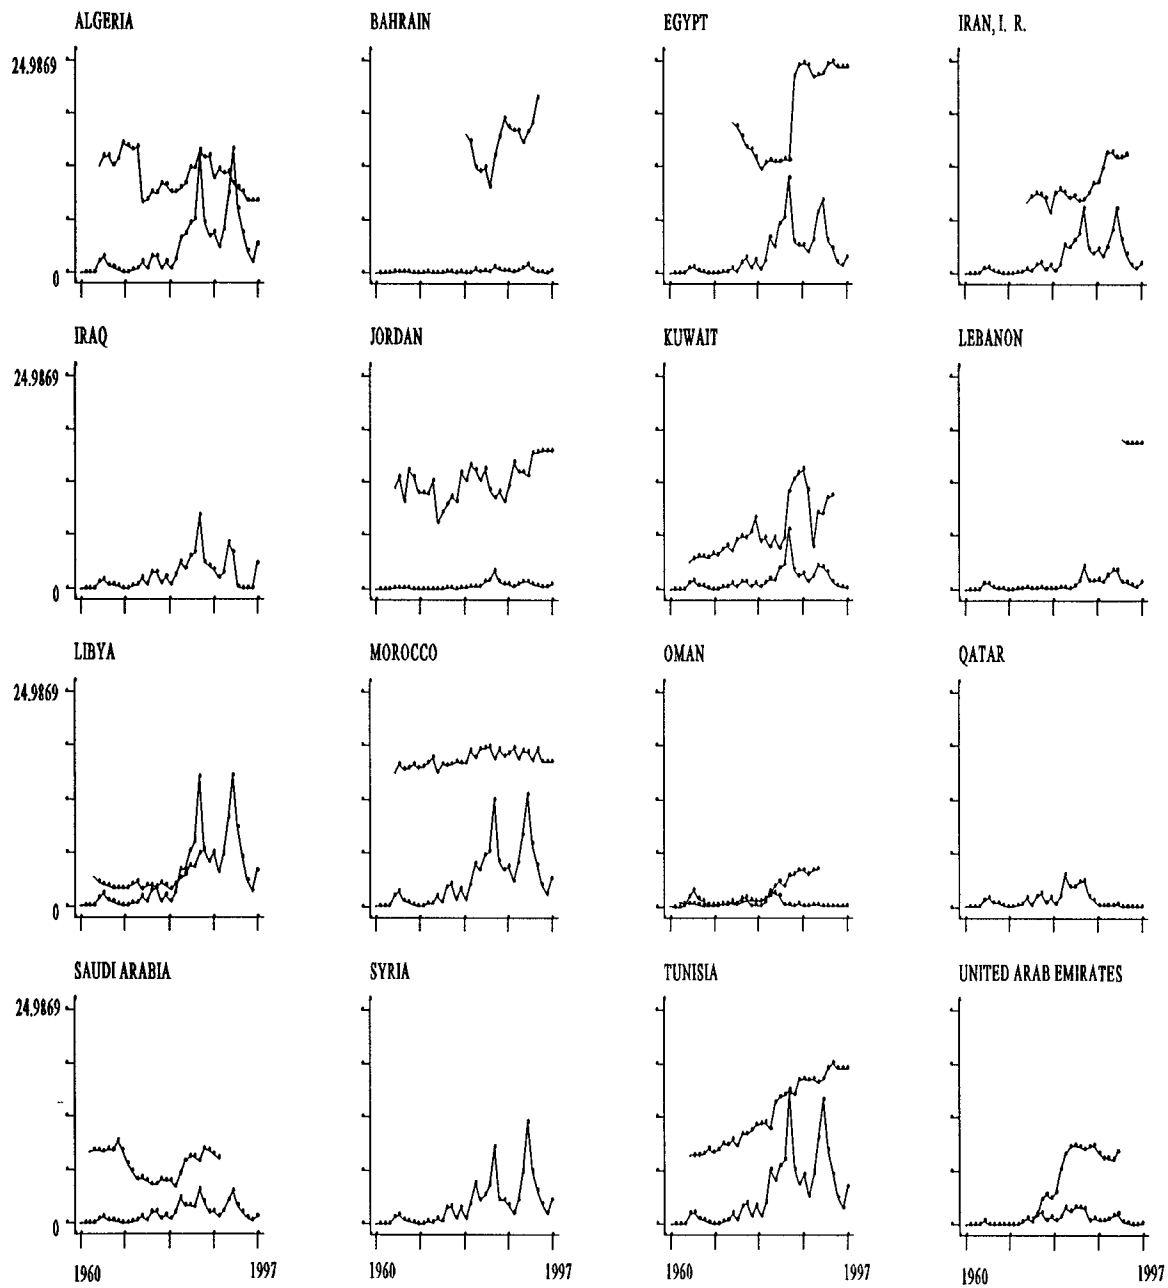 ALGERIA BAHRAIN EGYPT IRAN, I. R.
24.9869
0
IRAQ JORDAN KUWAIT LEBANON
24.9869
0
LIBYA MOROCCO OMAN QATAR
24.9869
0
SAUDI ARABIA SYRIA TUNISIA UNITED ARAB EMIRATES
24.9869
0
1960 1997 1960 1997 1960 1997 1960 1997